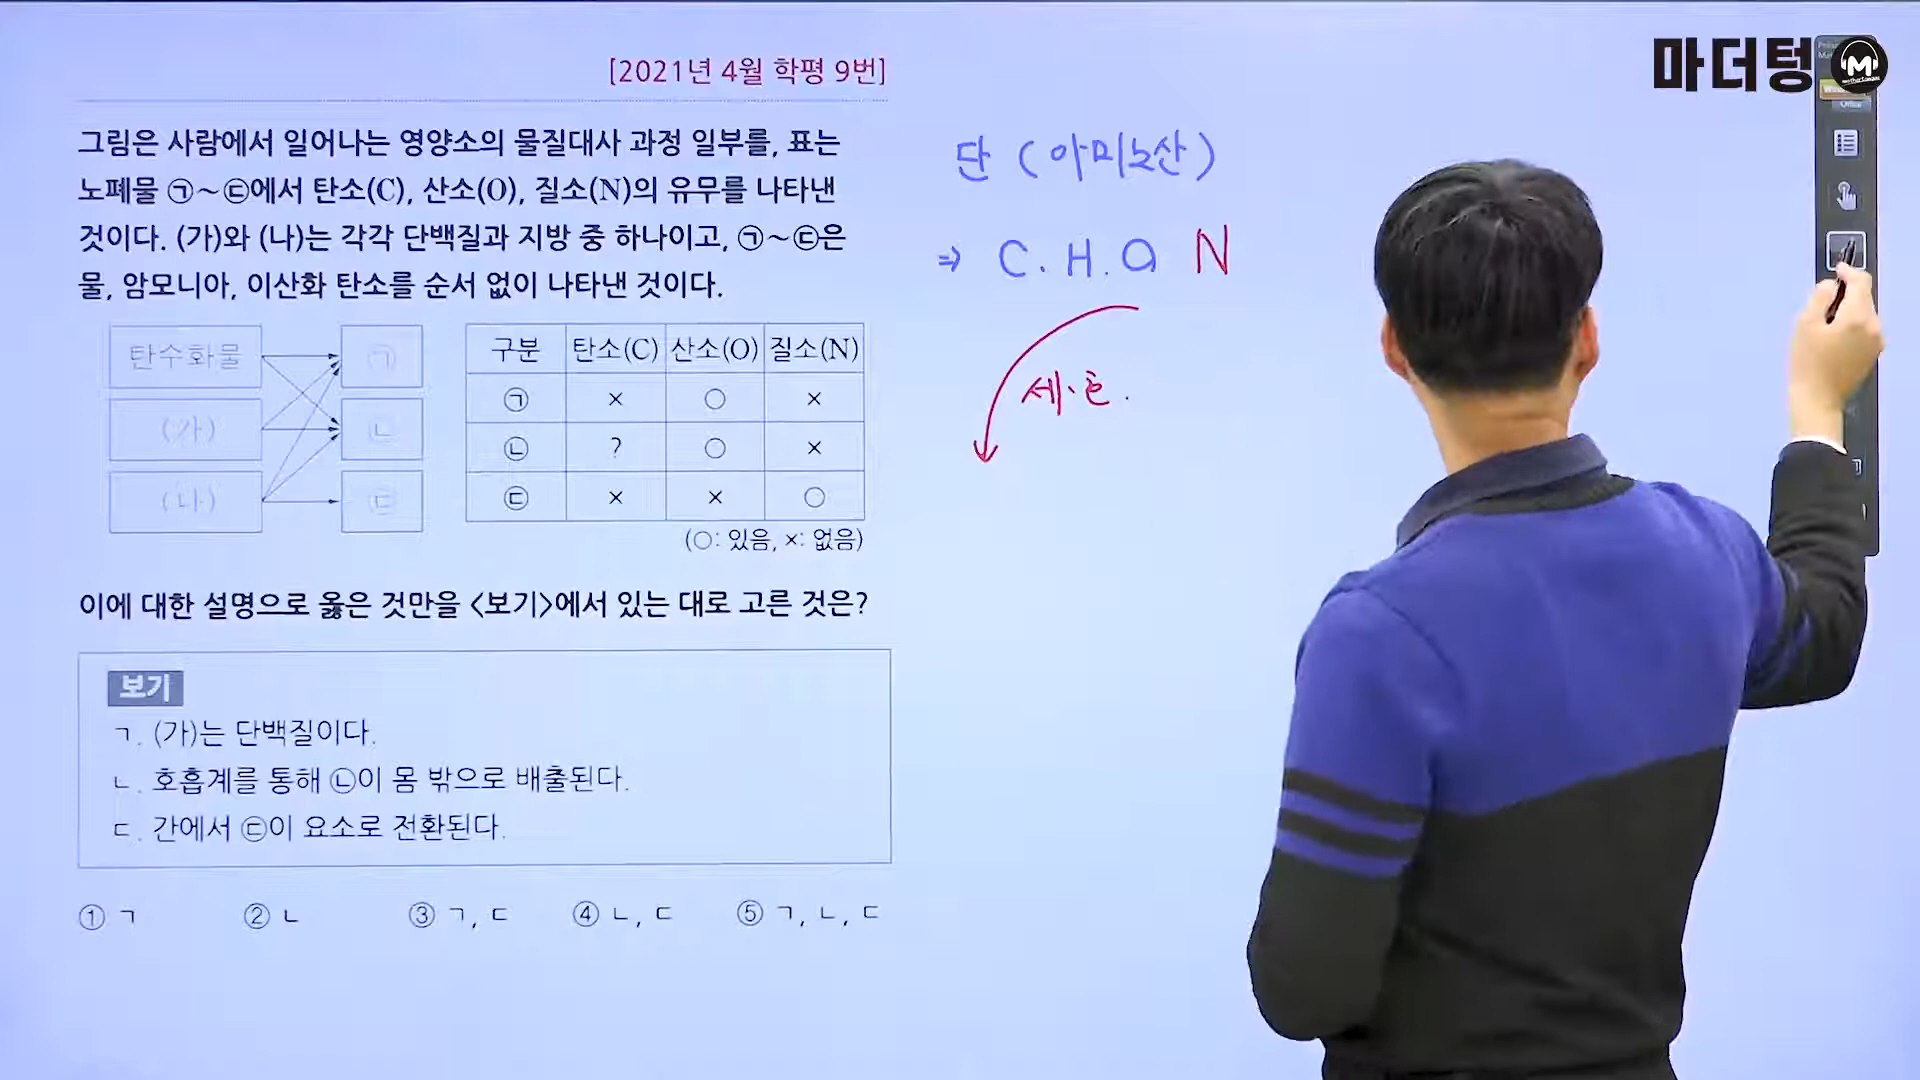 마더텅
[2021년 4월 학평 9번]
그림은 사람에서 일어나는 영양소의 물질대사 과정 일부를, 표는
노폐물 ㉠~㉢에서 탄소(C), 산소(O), 질소(N)의 유무를 나타낸
것이다. (가)와 (나)는 각각 단백질과 지방 중 하나이고, ㉠~㉢은
물, 암모니아, 이산화 탄소를 순서 없이 나타낸 것이다.
탄수화물 ㉠
(가) ㉡
(나) ㉢
구분 탄소(C) 산소(O) 질소(N)
㉠ × ○ ×
㉡ ? ○ ×
㉢ × × ○
(○: 있음, ×: 없음)
이에 대한 설명으로 옳은 것만을 <보기>에서 있는 대로 고른 것은?
보기
ㄱ. (가)는 단백질이다.
ㄴ. 호흡계를 통해 ㉡이 몸 밖으로 배출된다.
ㄷ. 간에서 ㉢이 요소로 전환된다.
① ㄱ ② ㄴ ③ ㄱ, ㄷ ④ ㄴ, ㄷ ⑤ ㄱ, ㄴ, ㄷ
단 (아미노산)
⇒ C. H. O N
세.호.